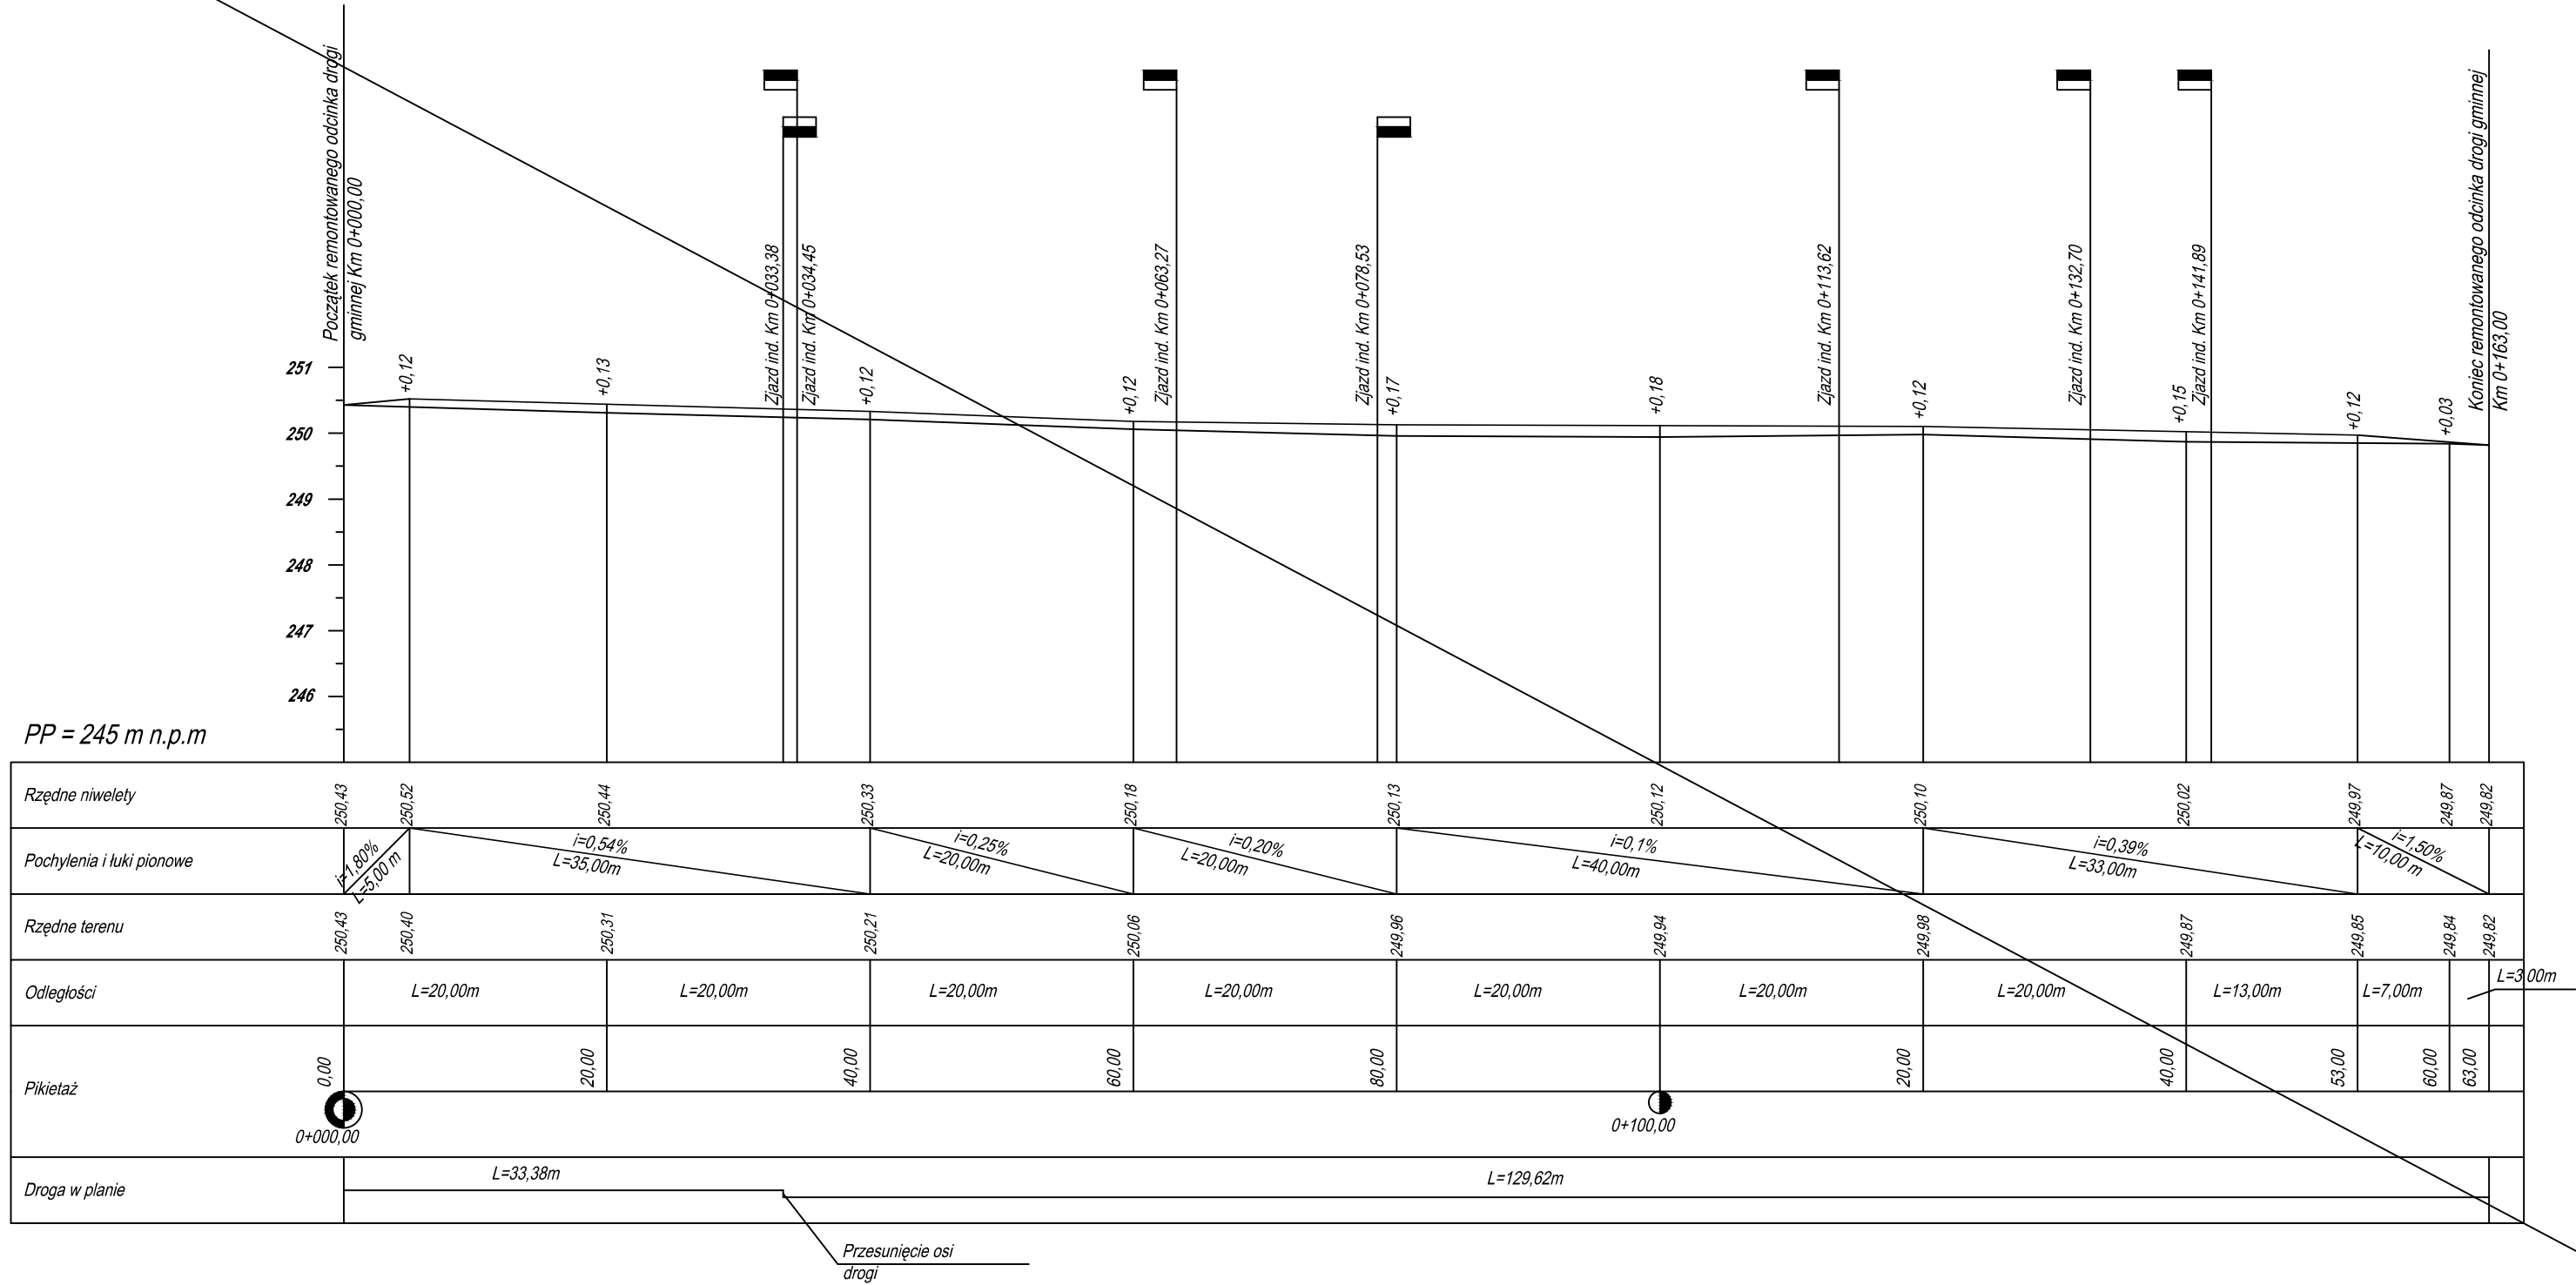 Początek remontowanego odcinka drogi
gminnej Km 0+000,00
Zjazd ind. Km 0+033,38
Zjazd ind. Km 0+034,45
Zjazd ind. Km 0+063,27
Zjazd ind. Km 0+078,53
Zjazd ind. Km 0+113,62
Zjazd ind. Km 0+132,70
Zjazd ind. Km 0+141,89
Koniec remontowanego odcinka drogi gminnej
Km 0+163,00
+0,12
+0,13
+0,12
+0,12
+0,17
+0,18
+0,12
+0,15
+0,12
+0,03
251
250
249
248
247
246
PP = 245 m n.p.m
Rzędne niwelety
250,43
250,52
250,44
250,33
250,18
250,13
250,12
250,10
250,02
249,97
249,87
249,82
Pochylenia i łuki pionowe
i=1,80%
L=5,00 m
i=0,54%
L=35,00m
i=0,25%
L=20,00m
i=0,20%
L=20,00m
i=0,1%
L=40,00m
i=0,39%
L=33,00m
i=1,50%
L=10,00 m
Rzędne terenu
250,43
250,40
250,31
250,21
250,06
249,96
249,94
249,98
249,87
249,85
249,84
249,82
Odległości
L=20,00m
L=20,00m
L=20,00m
L=20,00m
L=20,00m
L=20,00m
L=20,00m
L=13,00m
L=7,00m
L=3,00m
Pikietaż
0,00
20,00
40,00
60,00
80,00
20,00
40,00
53,00
60,00
63,00
0+000,00
0+100,00
Droga w planie
L=33,38m
L=129,62m
Przesunięcie osi
drogi